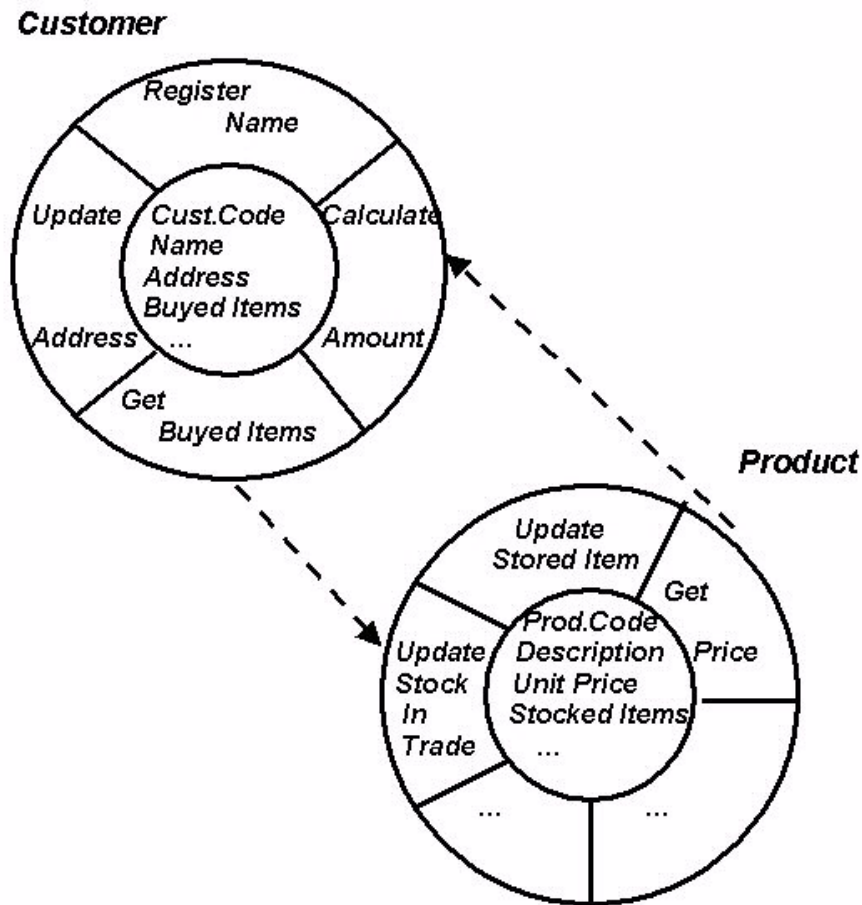 Customer
Register
Name
Update
Address
Cust.Code
Name
Address
Buyed Items
...
Calculate
Amount
Get
Buyed Items
Product
Update
Stored Item
Get
Price
Update
Stock
In
Trade
Prod.Code
Description
Unit Price
Stocked Items
...
...
...